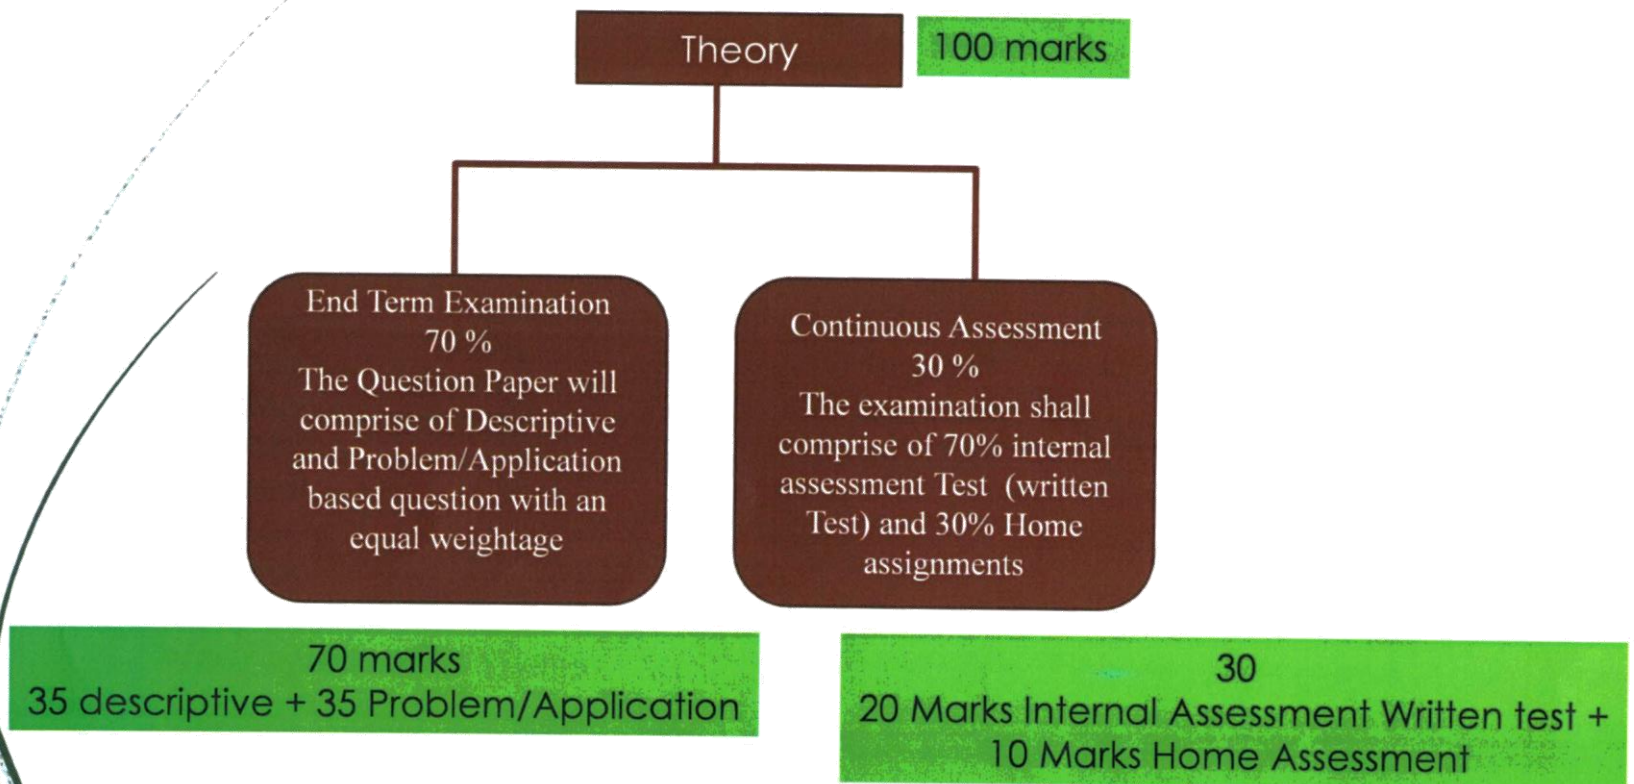 Theory
100 marks
End Term Examination
70 %
The Question Paper will
comprise of Descriptive
and Problem/Application
based question with an
equal weightage
Continuous Assessment
30 %
The examination shall
comprise of 70% internal
assessment Test (written
Test) and 30% Home
assignments
70 marks
35 descriptive + 35 Problem/Application
30
20 Marks Internal Assessment Written test +
10 Marks Home Assessment